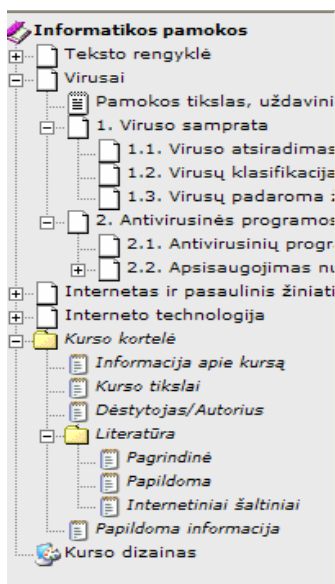 Informatikos pamokos
Teksto rengyklė
Virusai
Pamokos tikslas, uždavini
1. Viruso samprata
1.1. Viruso atsiradimas
1.2. Virusų klasifikacija
1.3. Virusų padaroma
2. Antivirusinės programos
2.1. Antivirusinių progr
2.2. Apsisaugojimas nu
Internetas ir pasaulinis žiniati
Interneto technologija
Kurso kortelė
Informacija apie kursą
Kurso tikslai
Dėstytojas/Autorius
Literatūra
Pagrindinė
Papildoma
Internetiniai šaltiniai
Papildoma informacija
Kurso dizainas